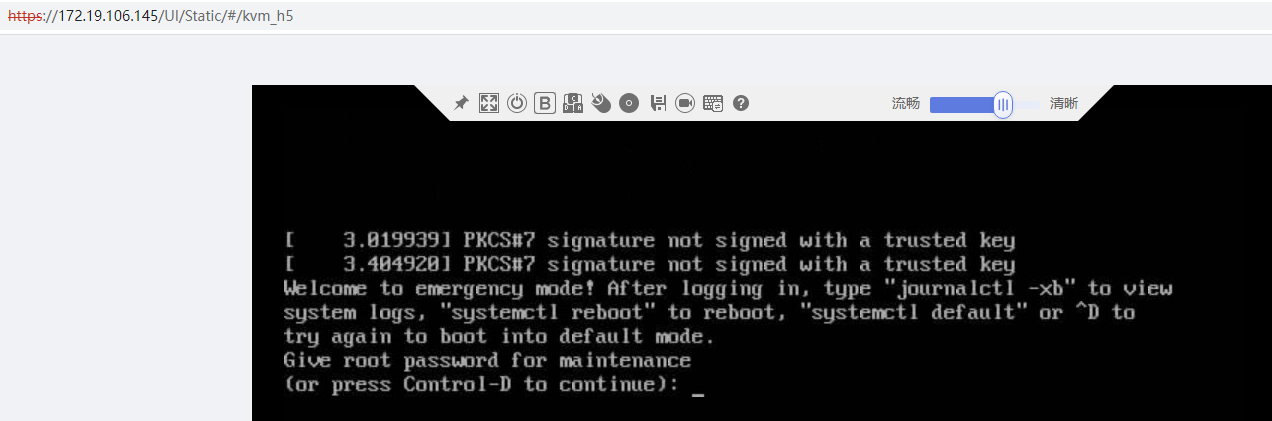 https://172.19.106.145/UI/Static/#/kvm_h5
B
流畅 清晰
[    3.019939] PKCS#7 signature not signed with a trusted key
[    3.404920] PKCS#7 signature not signed with a trusted key
Welcome to emergency mode! After logging in, type "journalctl -xb" to view
system logs, "systemctl reboot" to reboot, "systemctl default" or ^D to
try again to boot into default mode.
Give root password for maintenance
(or press Control-D to continue): _